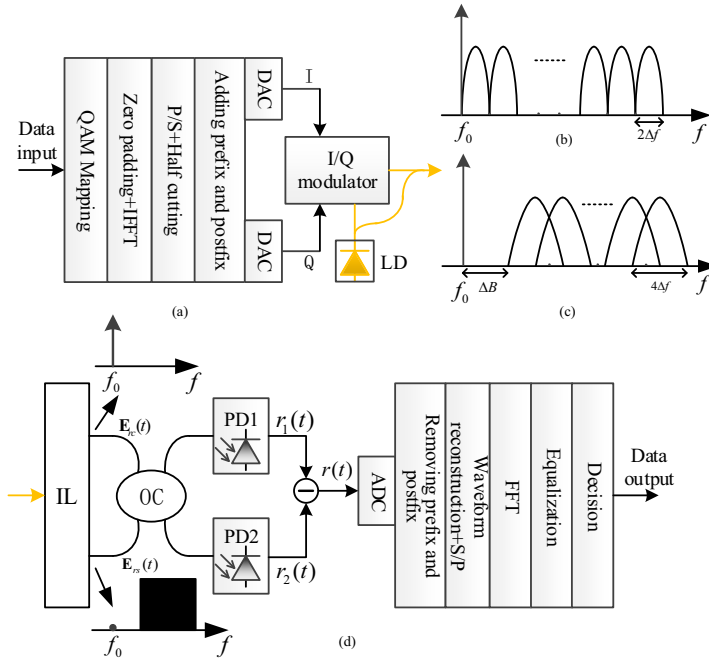 Data
input
QAM Mapping
Zero padding+IFFT
P/S+Half cutting
Adding prefix and postfix
DAC
DAC
I
Q
I/Q
modulator
LD
(a)
f₀
2Δf
f
(b)
f₀
ΔB
4Δf
f
(c)
f₀
f
IL
E_rc(t)
E_rs(t)
OC
f₀
f
PD1
PD2
r₁(t)
r₂(t)
r(t)
ADC
Removing prefix and
postfix
Waveform
reconstruction+S/P
FFT
Equalization
Decision
Data
output
(d)